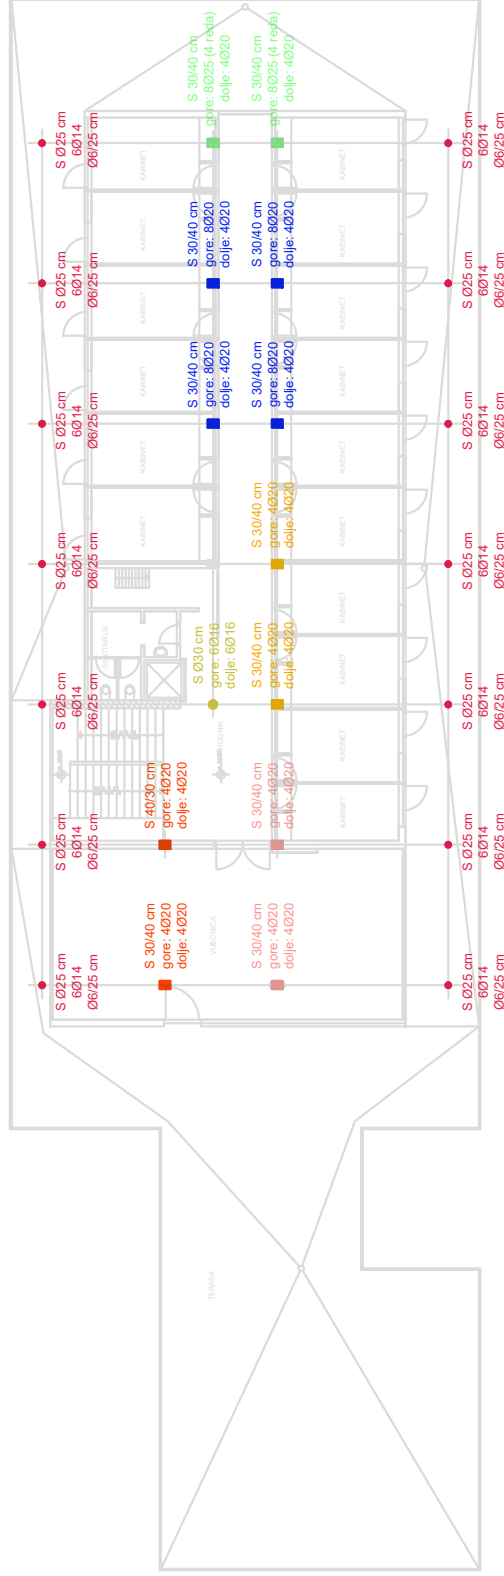 S Ø25 cm
6Ø14
Ø6/25 cm
KABINET
S 30/40 cm
gore: 8Ø25 (4 reda)
dolje: 4Ø20
S 30/40 cm
gore: 8Ø25 (4 reda)
dolje: 4Ø20
KABINET
S Ø25 cm
6Ø14
Ø6/25 cm
KABINET
KABINET
S Ø25 cm
6Ø14
Ø6/25 cm
S 30/40 cm
gore: 8Ø20
dolje: 4Ø20
S 30/40 cm
gore: 8Ø20
dolje: 4Ø20
S Ø25 cm
6Ø14
Ø6/25 cm
KABINET
KABINET
S Ø25 cm
6Ø14
Ø6/25 cm
KABINET
S 30/40 cm
gore: 8Ø20
dolje: 4Ø20
S 30/40 cm
gore: 8Ø20
dolje: 4Ø20
KABINET
S Ø25 cm
6Ø14
Ø6/25 cm
KABINET
KABINET
S Ø25 cm
6Ø14
Ø6/25 cm
KABINET
S 30/40 cm
gore: 4Ø20
dolje: 4Ø20
KABINET
S Ø25 cm
6Ø14
Ø6/25 cm
SANITARIJE
KABINET
S Ø25 cm
6Ø14
Ø6/25 cm
S Ø30 cm
gore: 6Ø16
dolje: 6Ø16
S 30/40 cm
gore: 4Ø20
dolje: 4Ø20
KABINET
S Ø25 cm
6Ø14
Ø6/25 cm
HODNIK
KABINET
S Ø25 cm
6Ø14
Ø6/25 cm
S 40/30 cm
gore: 4Ø20
dolje: 4Ø20
S 30/40 cm
gore: 4Ø20
dolje: 4Ø20
KABINET
S Ø25 cm
6Ø14
Ø6/25 cm
S Ø25 cm
6Ø14
Ø6/25 cm
S 30/40 cm
gore: 4Ø20
dolje: 4Ø20
VIJEĆNICA
S 30/40 cm
gore: 4Ø20
dolje: 4Ø20
S Ø25 cm
6Ø14
Ø6/25 cm
TERASA